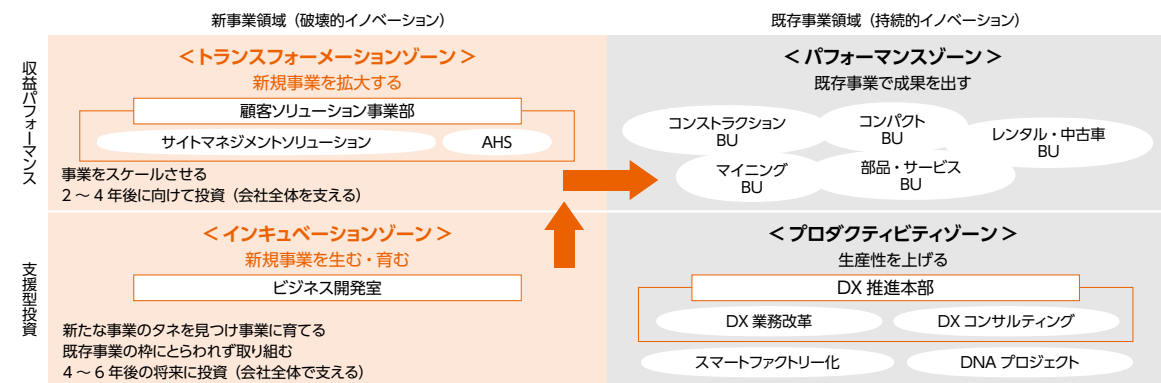 新事業領域（破壊的イノベーション）
既存事業領域（持続的イノベーション）
収益パフォーマンス
＜トランスフォーメーションゾーン＞
新規事業を拡大する
顧客ソリューション事業部
サイトマネジメントソリューション
AHS
事業をスケールさせる
2～4年後に向けて投資（会社全体を支える）
＜パフォーマンスゾーン＞
既存事業で成果を出す
コンストラクション
BU
コンパクト
BU
レンタル・中古車
BU
マイニング
BU
部品・サービス
BU
支援型投資
＜インキュベーションゾーン＞
新規事業を生む・育む
ビジネス開発室
新たな事業のタネを見つけ事業に育てる
既存事業の枠にとらわれず取り組む
4～6年後の将来に投資（会社全体で支える）
＜プロダクティビティゾーン＞
生産性を上げる
DX 推進本部
DX 業務改革
DX コンサルティング
スマートファクトリー化
DNA プロジェクト